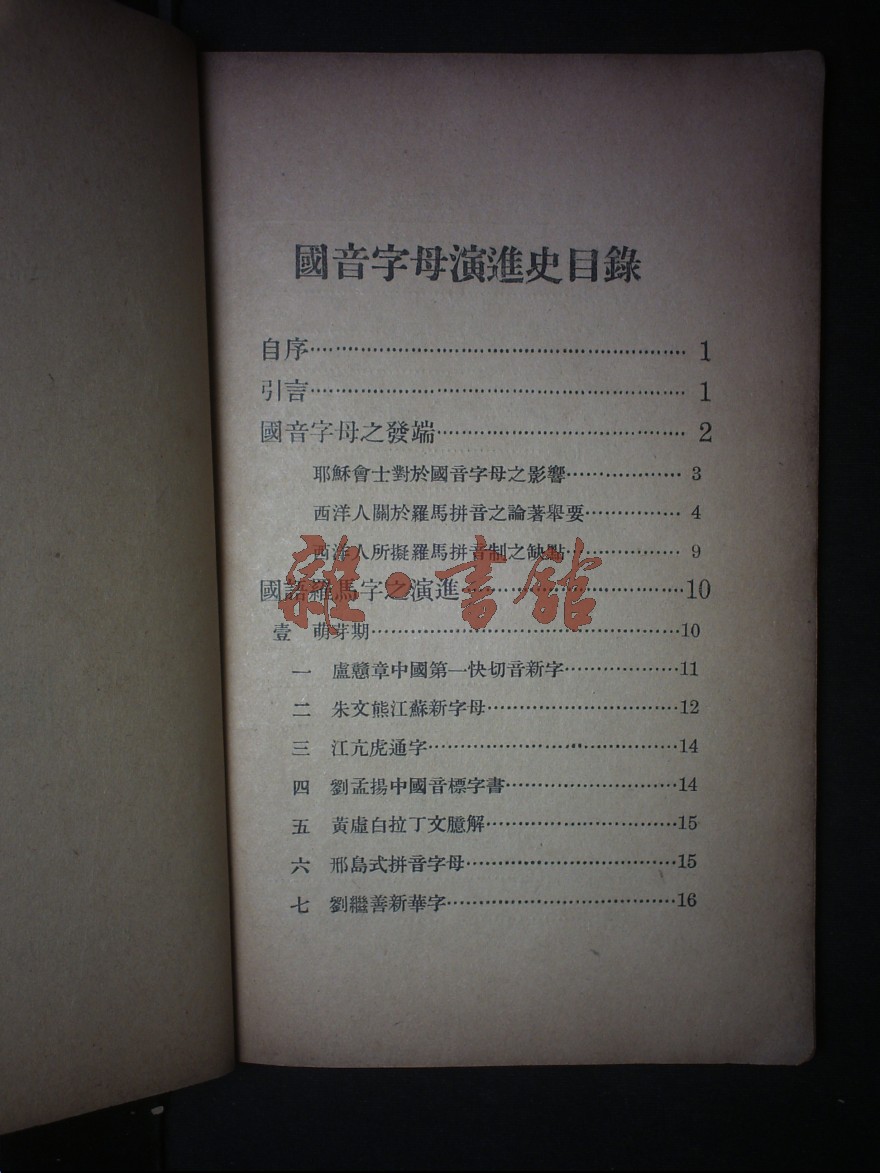 國音字母演進史目錄
自序…………………………………………………… 1
引言…………………………………………………… 1
國音字母之發端………………………………… 2
耶穌會士對於國音字母之影響……………… 3
西洋人關於羅馬拼音之論著舉要…………… 4
西洋人所擬羅馬拼音制之缺點……………… 9
國語羅馬字之演進……………………………10
壹 萌芽期…………………………………………10
一 盧戇章中國第一快切音新字………………11
二 朱文熊江蘇新字母…………………………12
三 江亢虎通字…………………………………14
四 劉孟揚中國音標字書………………………14
五 黃虛白拉丁文臆解…………………………15
六 邢島式拼音字母……………………………15
七 劉繼善新華字………………………………16
雜·書館